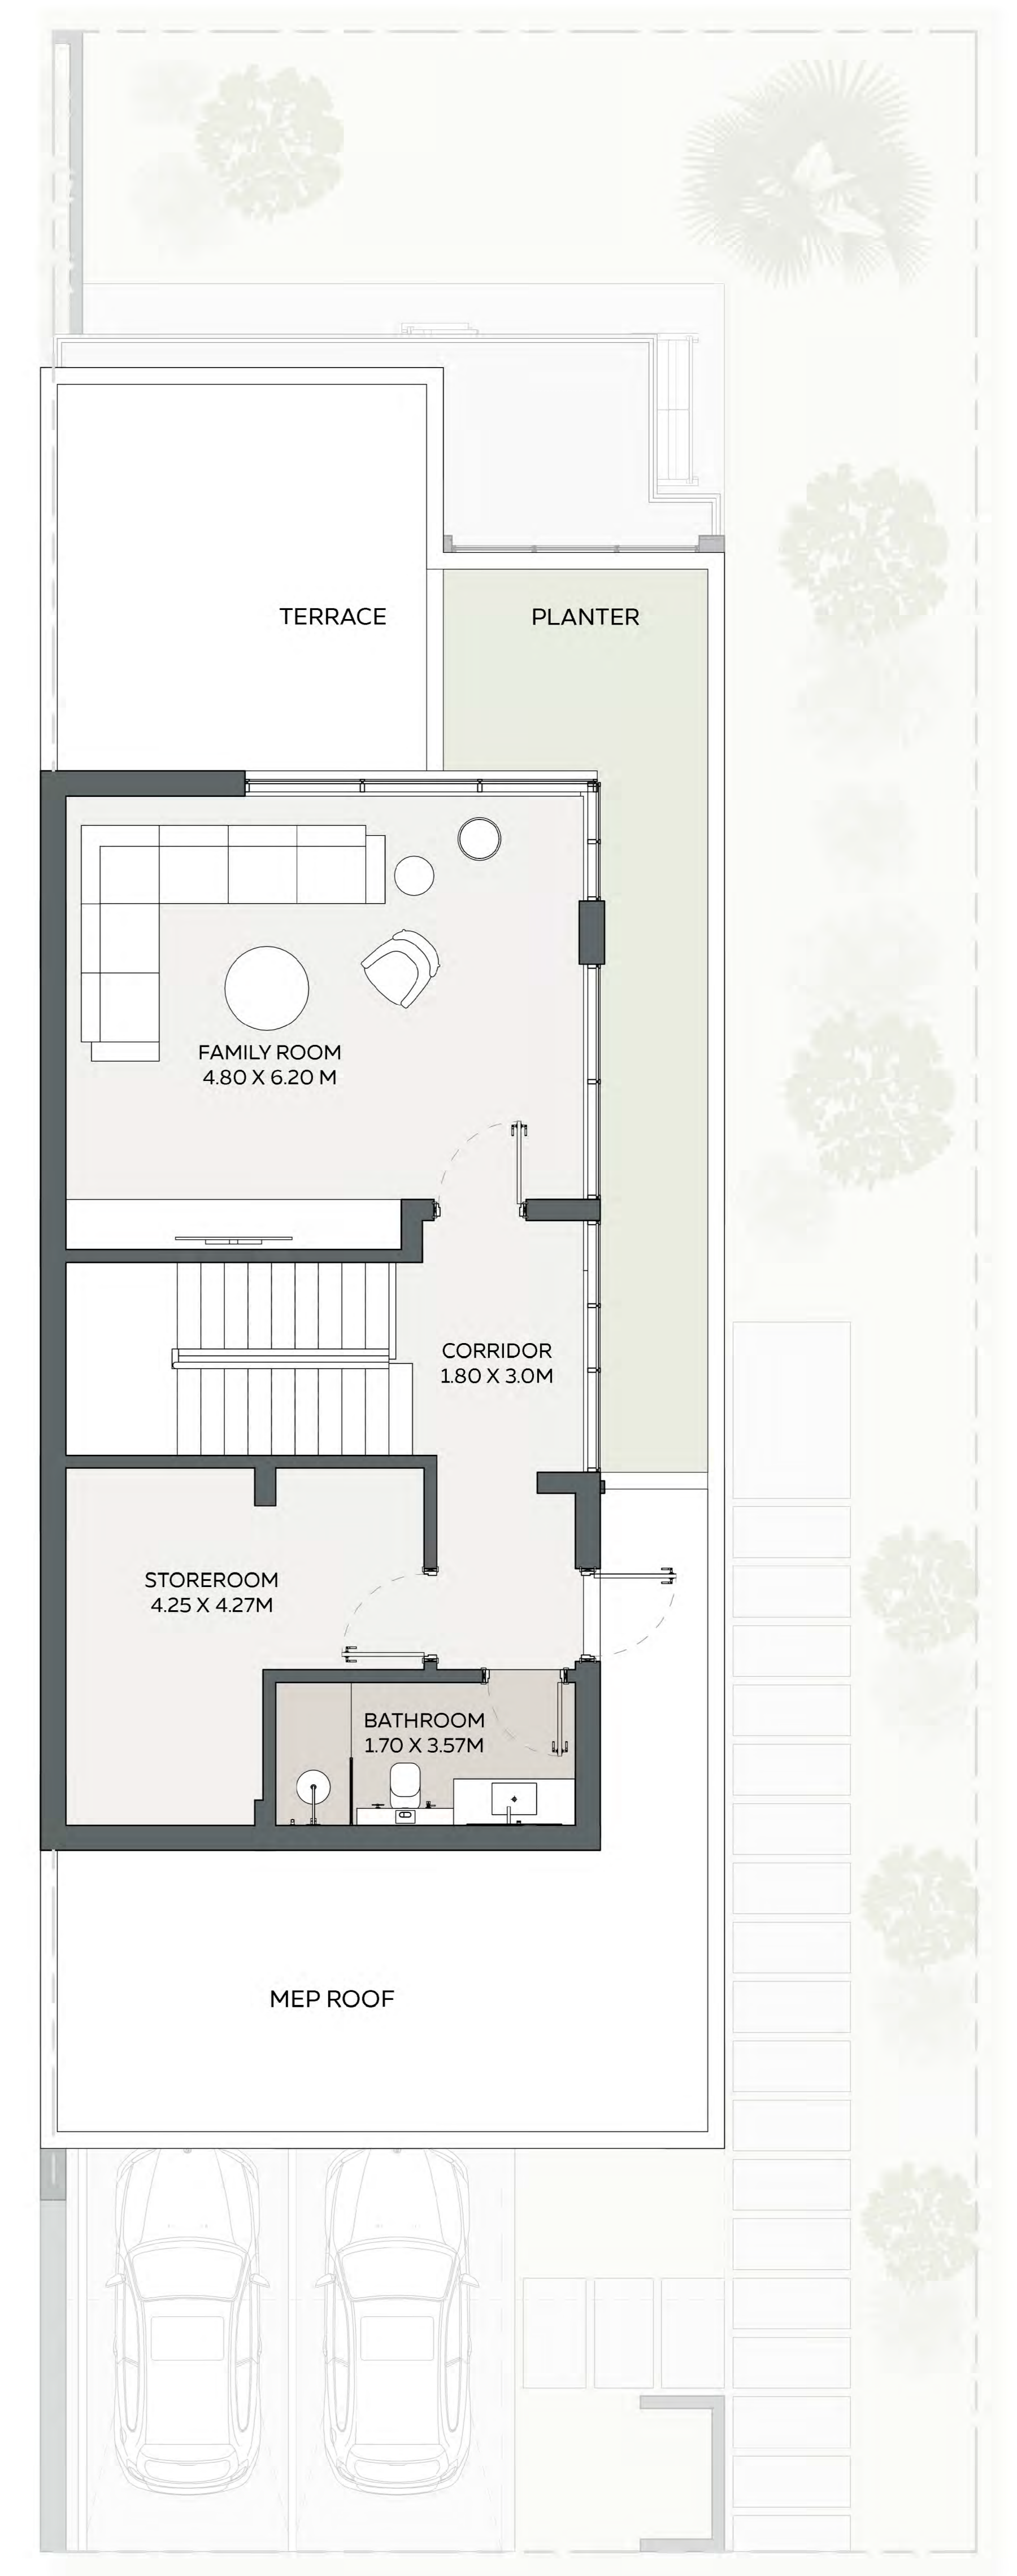 TERRACE
PLANTER
FAMILY ROOM
4.80 X 6.20 M
CORRIDOR
1.80 X 3.0M
STOREROOM
4.25 X 4.27M
BATHROOM
1.70 X 3.57M
MEP ROOF